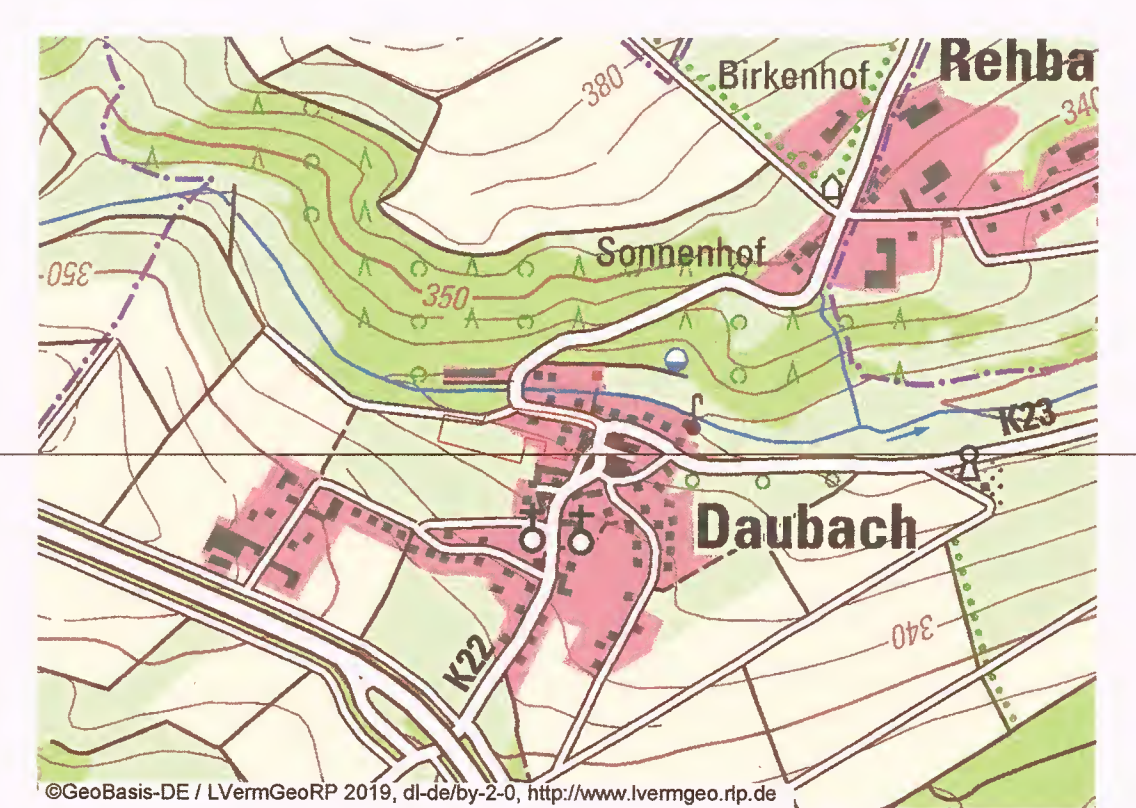 Rehba
Birkenhof
380
340
Sonnenhof
350
350
K23
Daubach
340
K22
©GeoBasis-DE / LVermGeoRP 2019, dl-de/by-2-0, http://www.lvermgeo.rlp.de